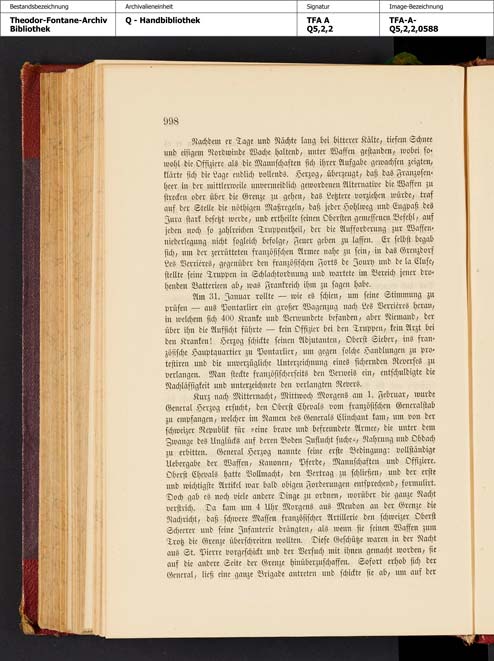 Bestandsbezeichnung
Archivalieneinheit
Signatur
Image-Bezeichnung
Theodor-Fontane-Archiv
Bibliothek
Q - Handbibliothek
TFA A
Q5,2,2
TFA-A-
Q5,2,2,0588
998
Nachdem er Tage und Nächte lang bei bitterer Kälte, tiefem Schnee
und eisigem Nordwinde Wache haltend, unter Waffen gestanden, wobei so-
wohl die Offiziere als die Mannschaften sich ihrer Aufgabe gewachsen zeigten,
klärte sich die Lage endlich vollends. Herzog, überzeugt, daß das Franzosen-
heer in der mittlerweile unvermeidlich gewordenen Alternative die Waffen zu
strecken oder über die Grenze zu gehen, das Letztere vorziehen würde, traf
auf der Stelle die nöthigen Maßregeln, daß jeder Hohlweg und Engpaß des
Jura stark besetzt werde, und ertheilte seinen Obersten gemessenen Befehl, auf
jeden noch so zahlreichen Truppentheil, der die Aufforderung zur Waffen-
niederlegung nicht sogleich befolge, Feuer geben zu lassen. Er selbst begab
sich, um der zerrütteten französischen Armee nahe zu sein, in das Grenzdorf
Les Verrières, gegenüber den französischen Forts de Joury und de la Cluse,
stellte seine Truppen in Schlachtordnung und wartete im Bereich jener dro-
henden Batterieen ab, was Frankreich ihm zu sagen habe.
Am 31. Januar rollte — wie es schien, um seine Stimmung zu
prüfen — aus Pontarlier ein großer Wagenzug nach Les Verrières heran,
in welchem sich 400 Kranke und Verwundete befanden, aber Niemand, der
über ihn die Aufsicht führte — kein Offizier bei den Truppen, kein Arzt bei
den Kranken! Herzog schickte seinen Adjutanten, Oberst Sieber, ins fran-
zösische Hauptquartier zu Pontarlier, um gegen solche Handlungen zu pro-
testiren und die unverzügliche Unterzeichnung eines sichernden Reverses zu
verlangen. Man steckte französischerseits den Verweis ein, entschuldigte die
Nachlässigkeit und unterzeichnete den verlangten Revers.
Kurz nach Mitternacht, Mittwoch Morgens am 1. Februar, wurde
General Herzog ersucht, den Oberst Chevals vom französischen Generalstab
zu empfangen, welcher im Namen des Generals Clinchant kam, um von der
schweizer Republik für »eine brave und befreundete Armee, die unter dem
Zwange des Unglücks auf deren Boden Zuflucht suche«, Nahrung und Obdach
zu erbitten. General Herzog nannte seine erste Bedingung: vollständige
Uebergabe der Waffen, Kanonen, Pferde, Mannschaften und Offiziere.
Oberst Chevals hatte Vollmacht, den Vertrag zu schließen, und der erste
und wichtigste Artikel war bald obigen Forderungen entsprechend, formulirt.
Doch gab es noch viele andere Dinge zu ordnen, worüber die ganze Nacht
verstrich. Da kam um 4 Uhr Morgens aus Meudon an der Grenze die
Nachricht, daß schwere Massen französischer Artillerie den schweizer Oberst
Scherrer und seine Infanterie drängten, als wenn sie seinen Waffen zum
Trotz die Grenze überschreiten wollten. Diese Geschütze waren in der Nacht
aus St. Pierre vorgeschickt und der Versuch mit ihnen gemacht worden, sie
auf die andere Seite der Grenze hinüberzuschaffen. Sofort erhob sich der
General, ließ eine ganze Brigade antreten und schickte sie ab, um auf der